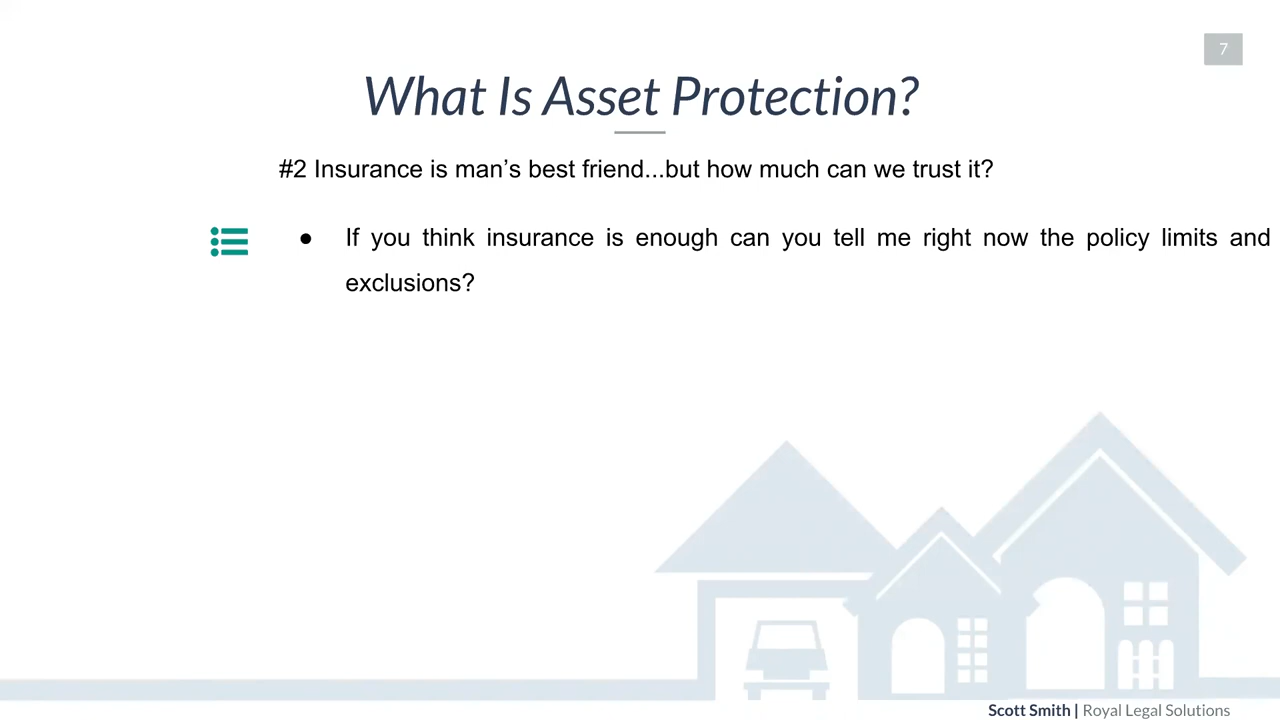 7
What Is Asset Protection?
#2 Insurance is man’s best friend...but how much can we trust it?
● If you think insurance is enough can you tell me right now the policy limits and
exclusions?
Scott Smith | Royal Legal Solutions